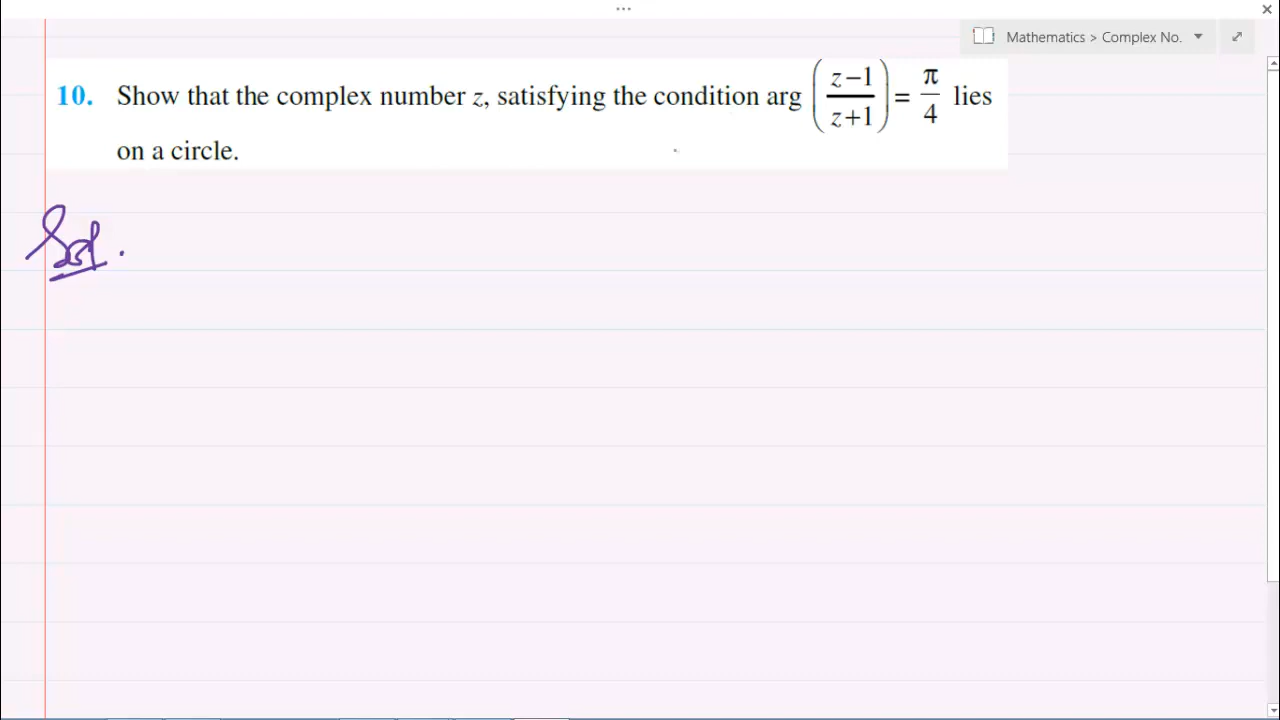 ...
Mathematics > Complex No.
10. Show that the complex number z, satisfying the condition arg ((z−1)/(z+1)) = π/4 lies
on a circle.
Sol.